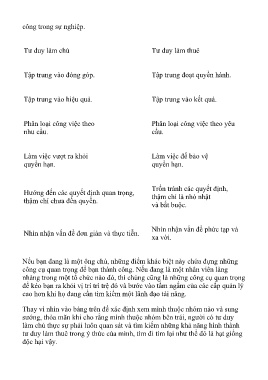 công trong sự nghiệp.
Tư duy làm chủ
Tư duy làm thuê
Tập trung vào đóng góp.
Tập trung đoạt quyền hành.
Tập trung vào hiệu quả.
Tập trung vào kết quả.
Phân loại công việc theo
nhu cầu.
Phân loại công việc theo yêu
cầu.
Làm việc vượt ra khỏi
quyền hạn.
Làm việc để bảo vệ
quyền hạn.
Hướng đến các quyết định quan trọng,
thậm chí chưa đến quyền.
Trốn tránh các quyết định,
thậm chí là nhỏ nhặt
và bắt buộc.
Nhìn nhận vấn đề đơn giản và thực tiễn.
Nhìn nhận vấn đề phức tạp và
xa vời.
Nếu bạn đang là một ông chủ, những điểm khác biệt này chứa đựng những
công cụ quan trọng để bạn thành công. Nếu đang là một nhân viên làng
nhàng trong một tổ chức nào đó, thì chúng cũng là những công cụ quan trọng
để kéo bạn ra khỏi vị trí trì trệ đó và bước vào tầm ngắm của các cấp quản lý
cao hơn khi họ đang cần tìm kiếm một lãnh đạo tài năng.
Thay vì nhìn vào bảng trên để xác định xem mình thuộc nhóm nào và sung
sướng, thỏa mãn khi cho rằng mình thuộc nhóm bên trái, người có tư duy
làm chủ thực sự phải luôn quan sát và tìm kiếm những khả năng hình thành
tư duy làm thuê trong ý thức của mình, tìm đi tìm lại như thể đó là hạt giống
độc hại vậy.